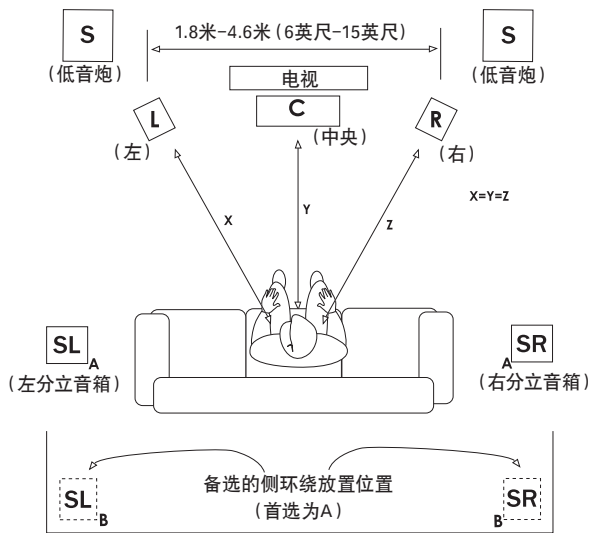 S
1.8米-4.6米(6英尺-15英尺)
S
(低音炮)
电视
(低音炮)
L
C
R
(左)
(中央)
(右)
X=Y=Z
X
Y
Z
SL
A
A
SR
(左分立音箱)
(右分立音箱)
备选的侧环绕放置位置
(首选为A)
SL
B
B
SR